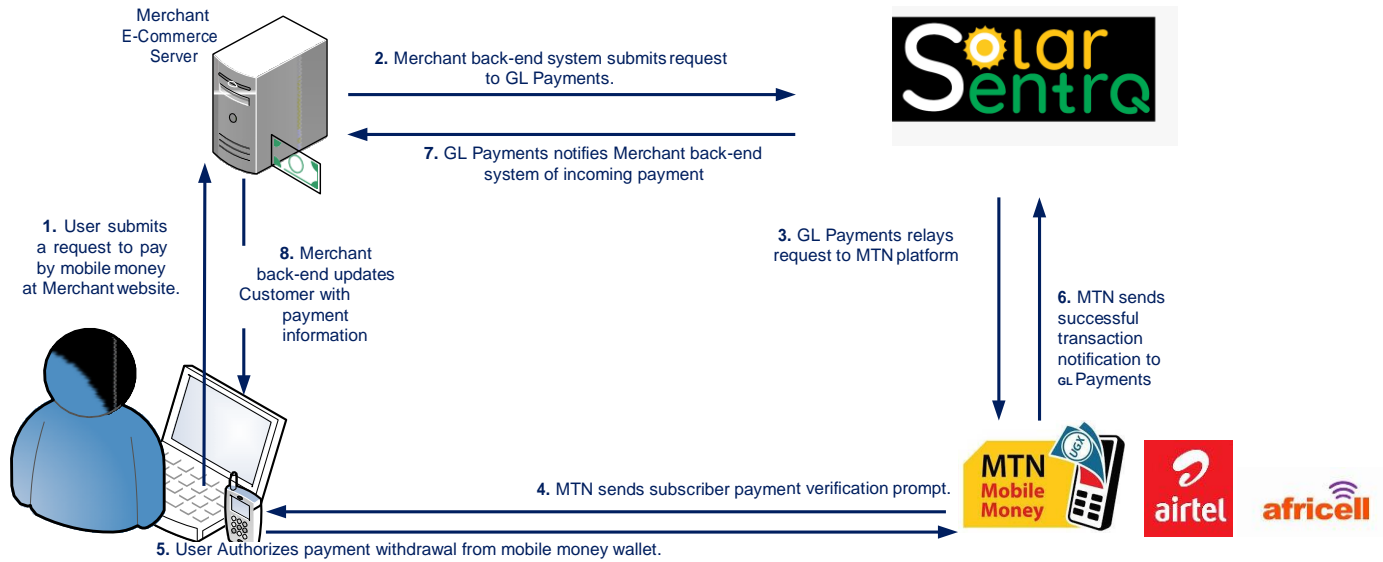 Merchant
E-Commerce
Server
Solar
Sentra
2. Merchant back-end system submits request
to GL Payments.
7. GL Payments notifies Merchant back-end
system of incoming payment
1. User submits
a request to pay
by mobile money
at Merchant website.
8. Merchant
back-end updates
Customer with
payment
information
3. GL Payments relays
request to MTN platform
6. MTN sends
successful
transaction
notification to
GL Payments
MTN
Mobile
Money
UGX
airtel
africell
4. MTN sends subscriber payment verification prompt.
5. User Authorizes payment withdrawal from mobile money wallet.